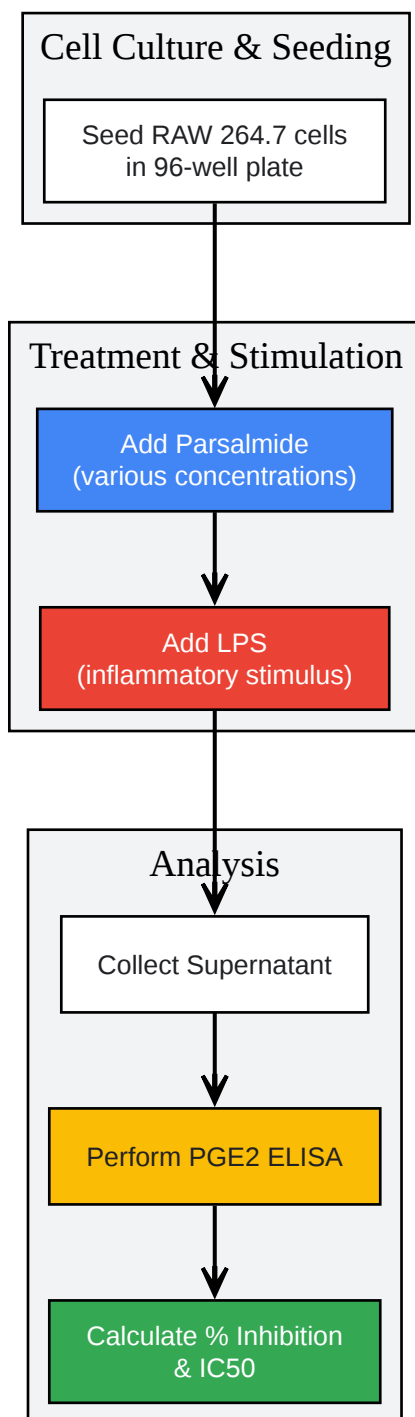 Cell Culture & Seeding
Seed RAW 264.7 cells
in 96-well plate
Treatment & Stimulation
Add Parsalmide
(various concentrations)
Add LPS
(inflammatory stimulus)
Analysis
Collect Supernatant
Perform PGE2 ELISA
Calculate % Inhibition
& IC50